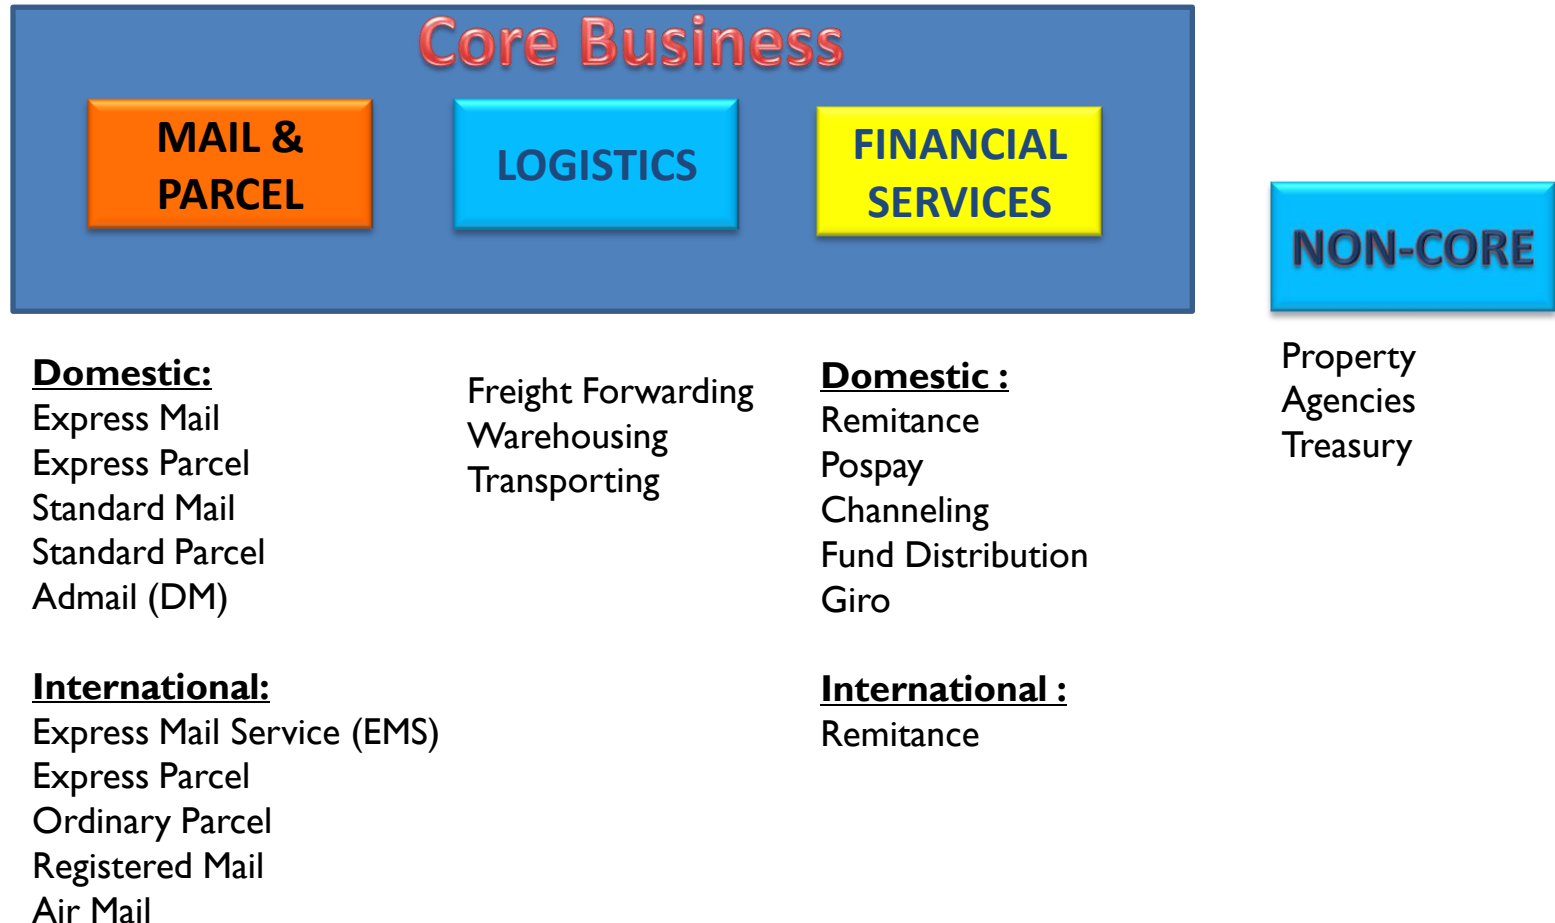 Core Business
MAIL &
PARCEL
LOGISTICS
FINANCIAL
SERVICES
NON-CORE
Domestic:
Express Mail
Express Parcel
Standard Mail
Standard Parcel
Admail (DM)
International:
Express Mail Service (EMS)
Express Parcel
Ordinary Parcel
Registered Mail
Air Mail
Freight Forwarding
Warehousing
Transporting
Domestic :
Remitance
Pospay
Channeling
Fund Distribution
Giro
International :
Remitance
Property
Agencies
Treasury